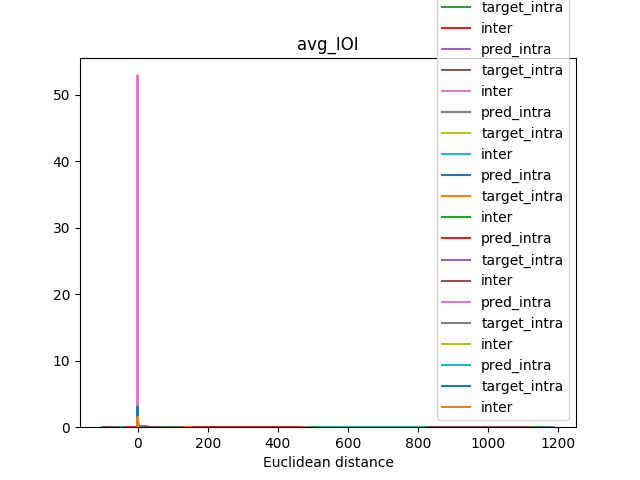 target_intra
inter
avg_IOI
pred_intra
target_intra
inter
pred_intra
target_intra
inter
pred_intra
target_intra
inter
pred_intra
target_intra
inter
pred_intra
target_intra
inter
pred_intra
target_intra
inter
50
40
30
20
10
0
0 200 400 600 800 1000 1200
Euclidean distance